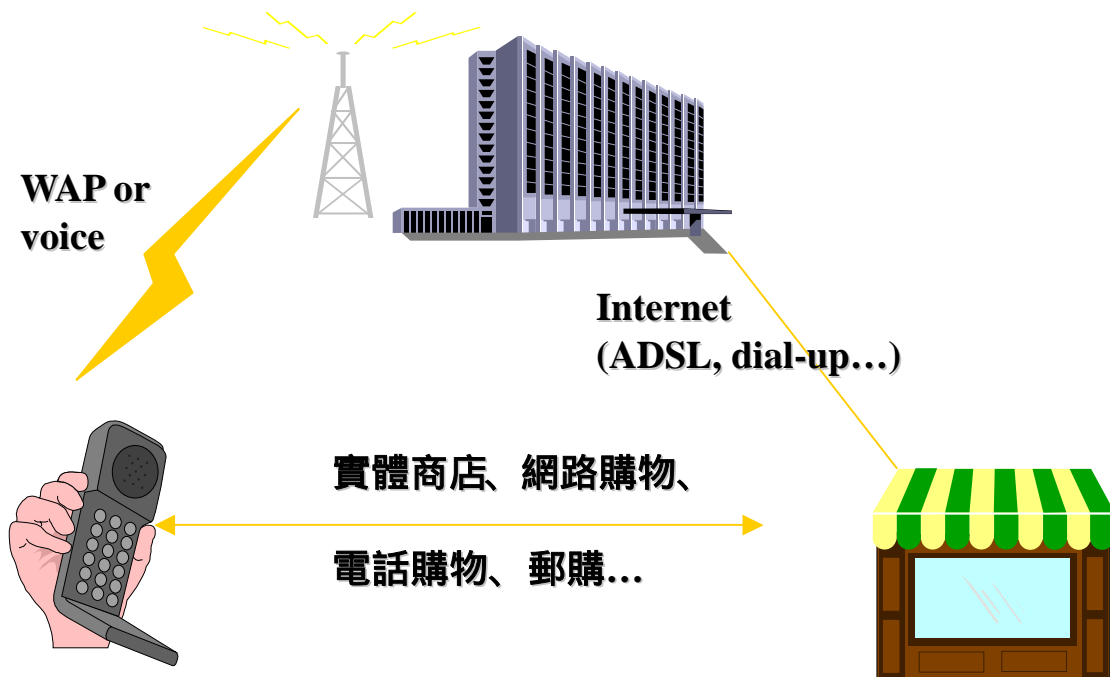 WAP or
voice
Internet
(ADSL, dial-up…)
實體商店、網路購物、
電話購物、郵購…